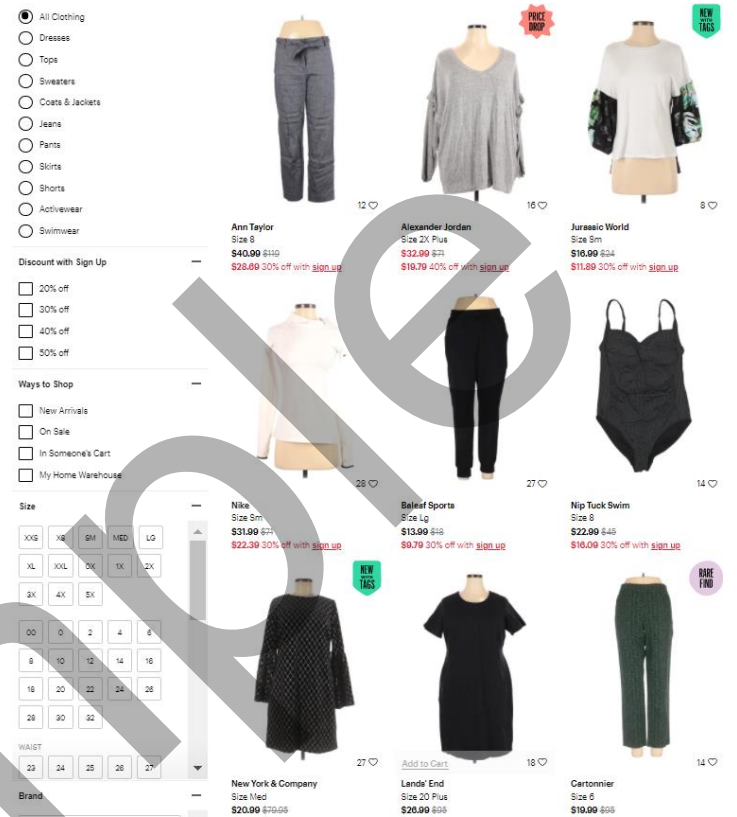 All Clothing
Dresses
Tops
Sweaters
Coats & Jackets
Jeans
Pants
Skirts
Shorts
Activewear
Swimwear
Discount with Sign Up
20% off
30% off
40% off
50% off
Ways to Shop
New Arrivals
On Sale
In Someone's Cart
My Home Warehouse
Size
XXS XS SM MED LG
XL XXL 0X 1X 2X
3X 4X 5X
00 0 2 4 6
8 10 12 14 16
18 20 22 24 26
28 30 32
WAIST
23 24 25 26 27
Brand
12
Ann Taylor
Size 8
$40.99 $119
$28.69 30% off with sign up
PRICE
DROP
16
Alexander Jordan
Size 2X Plus
$32.99 $71
$19.79 40% off with sign up
NEW
WITH
TAGS
8
Jurassic World
Size Sm
$16.99 $24
$11.89 30% off with sign up
28
Nike
Size Sm
$31.99 $71
$22.39 30% off with sign up
27
Baleaf Sports
Size Lg
$13.99 $18
$9.79 30% off with sign up
14
Nip Tuck Swim
Size 8
$22.99 $45
$16.09 30% off with sign up
NEW
WITH
TAGS
27
New York & Company
Size Med
$20.99 $79.95
Add to Cart
18
Lands' End
Size 20 Plus
$26.99 $95
RARE
FIND
14
Cartonnier
Size 6
$19.99 $98
ple